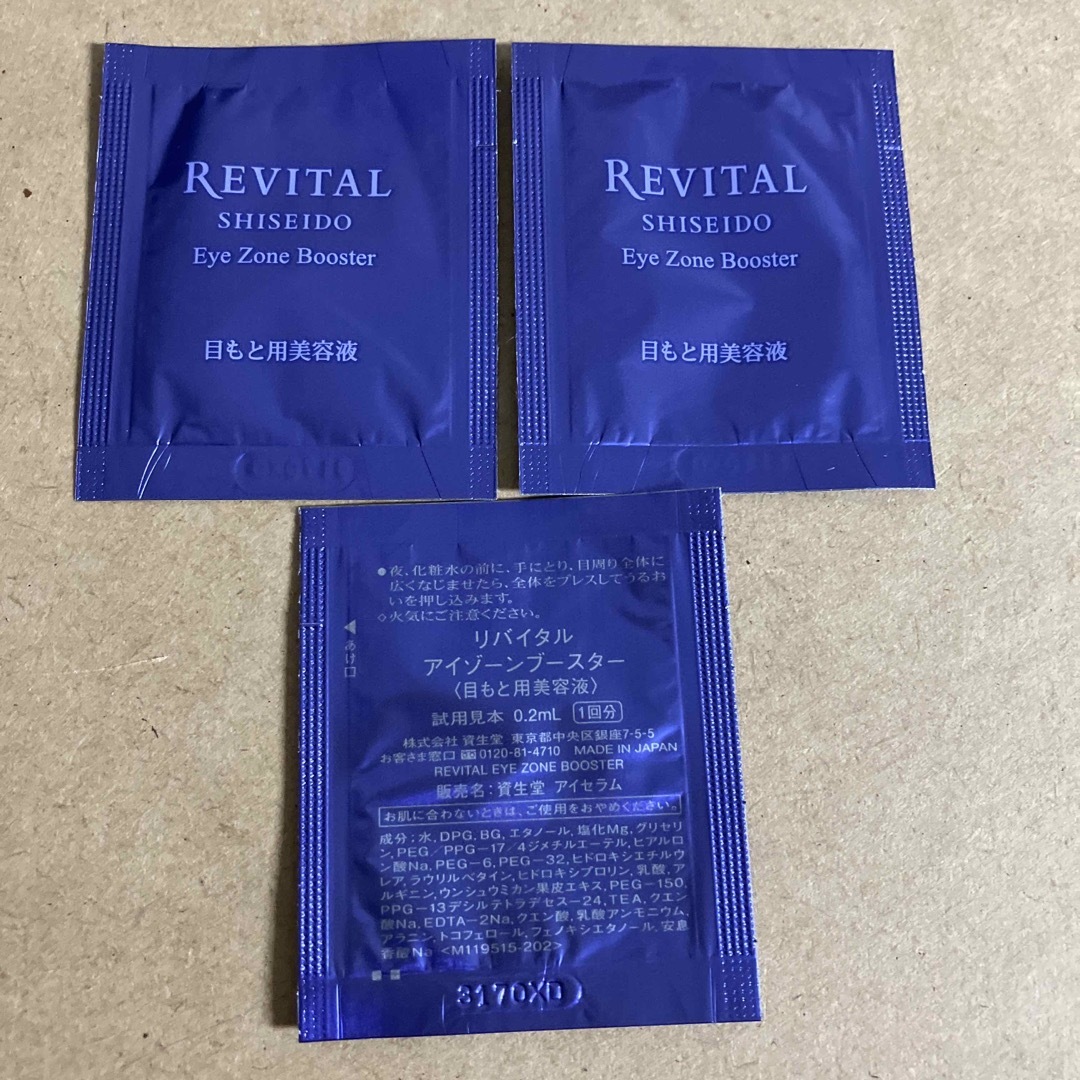 REVITAL
SHISEIDO
Eye Zone Booster
目もと用美容液
REVITAL
SHISEIDO
Eye Zone Booster
目もと用美容液
●夜、化粧水の前に、手にとり、目周り全体に
広くなじませたら、全体をプレスしてうるお
いを押し込みます。
◇火気にご注意ください。
◀あけ口
リバイタル
アイゾーンブースター
〈目もと用美容液〉
試用見本 0.2mL 1回分
株式会社 資生堂 東京都中央区銀座7-5-5
お客さま窓口 0120-81-4710 MADE IN JAPAN
REVITAL EYE ZONE BOOSTER
販売名：資生堂 アイセラム
お肌に合わないときは、ご使用をおやめください。
成分：水,DPG,BG,エタノール,塩化Mg,グリセリ
ン,PEG／PPG-17／4ジメチルエーテル,ヒアルロ
ン酸Na,PEG-6,PEG-32,ヒドロキシエチルウ
レア,ラウリルベタイン,ヒドロキシプロリン,乳酸,ア
ルギニン,ウンシュウミカン果皮エキス,PEG-150,
PPG-13デシルテトラデセス-24,TEA,クエン
酸Na,EDTA-2Na,クエン酸,乳酸アンモニウム,
アラニン,トコフェロール,フェノキシエタノール,安息
香酸Na <M119515-202>
3170XD